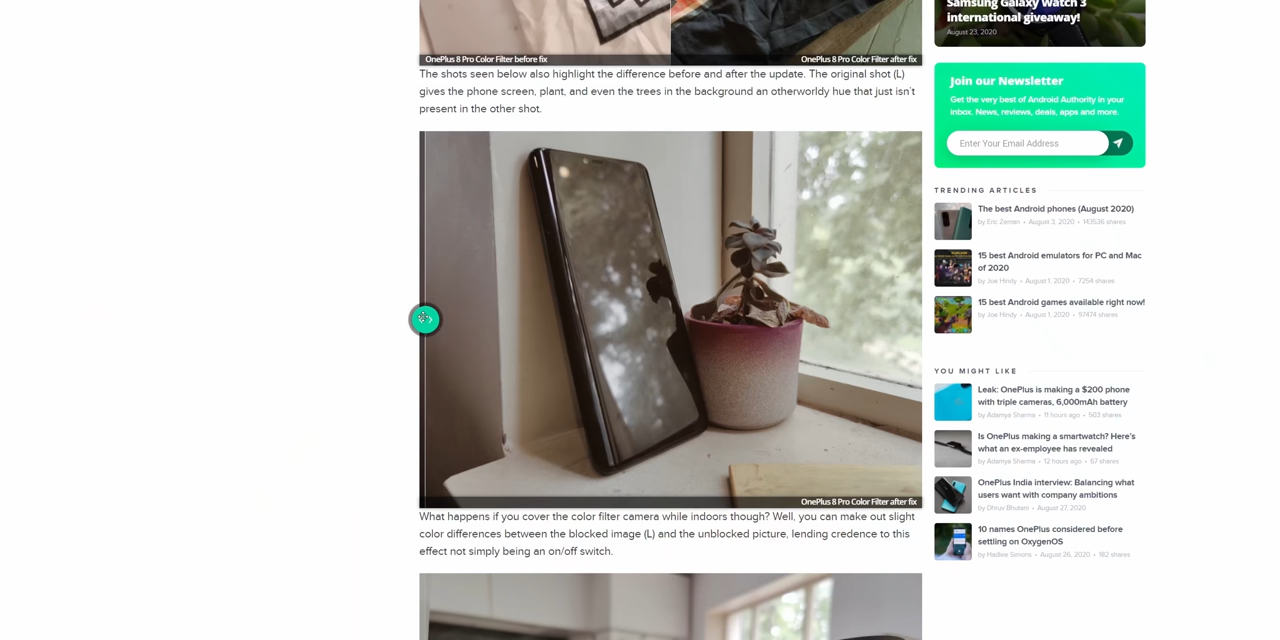 Samsung Galaxy Watch 3
international giveaway!
August 23, 2020
OnePlus 8 Pro Color Filter before fix
OnePlus 8 Pro Color Filter after fix
The shots seen below also highlight the difference before and after the update. The original shot (L)
gives the phone screen, plant, and even the trees in the background an otherworldy hue that just isn't
present in the other shot.
OnePlus 8 Pro Color Filter after fix
What happens if you cover the color filter camera while indoors though? Well, you can make out slight
color differences between the blocked image (L) and the unblocked picture, lending credence to this
effect not simply being an on/off switch.
Join our Newsletter
Get the very best of Android Authority in your
inbox. News, reviews, deals, apps and more.
Enter Your Email Address
TRENDING ARTICLES
The best Android phones (August 2020)
by Eric Zeman • August 3, 2020 • 143536 shares
15 best Android emulators for PC and Mac
of 2020
by Joe Hindy • August 1, 2020 • 7254 shares
15 best Android games available right now!
by Joe Hindy • August 1, 2020 • 97474 shares
YOU MIGHT LIKE
Leak: OnePlus is making a $200 phone
with triple cameras, 6,000mAh battery
by Adamya Sharma • 11 hours ago • 503 shares
Is OnePlus making a smartwatch? Here's
what an ex-employee has revealed
by Adamya Sharma • 12 hours ago • 67 shares
OnePlus India interview: Balancing what
users want with company ambitions
by Dhruv Bhutani • August 27, 2020
10 names OnePlus considered before
settling on OxygenOS
by Hadlee Simons • August 26, 2020 • 182 shares